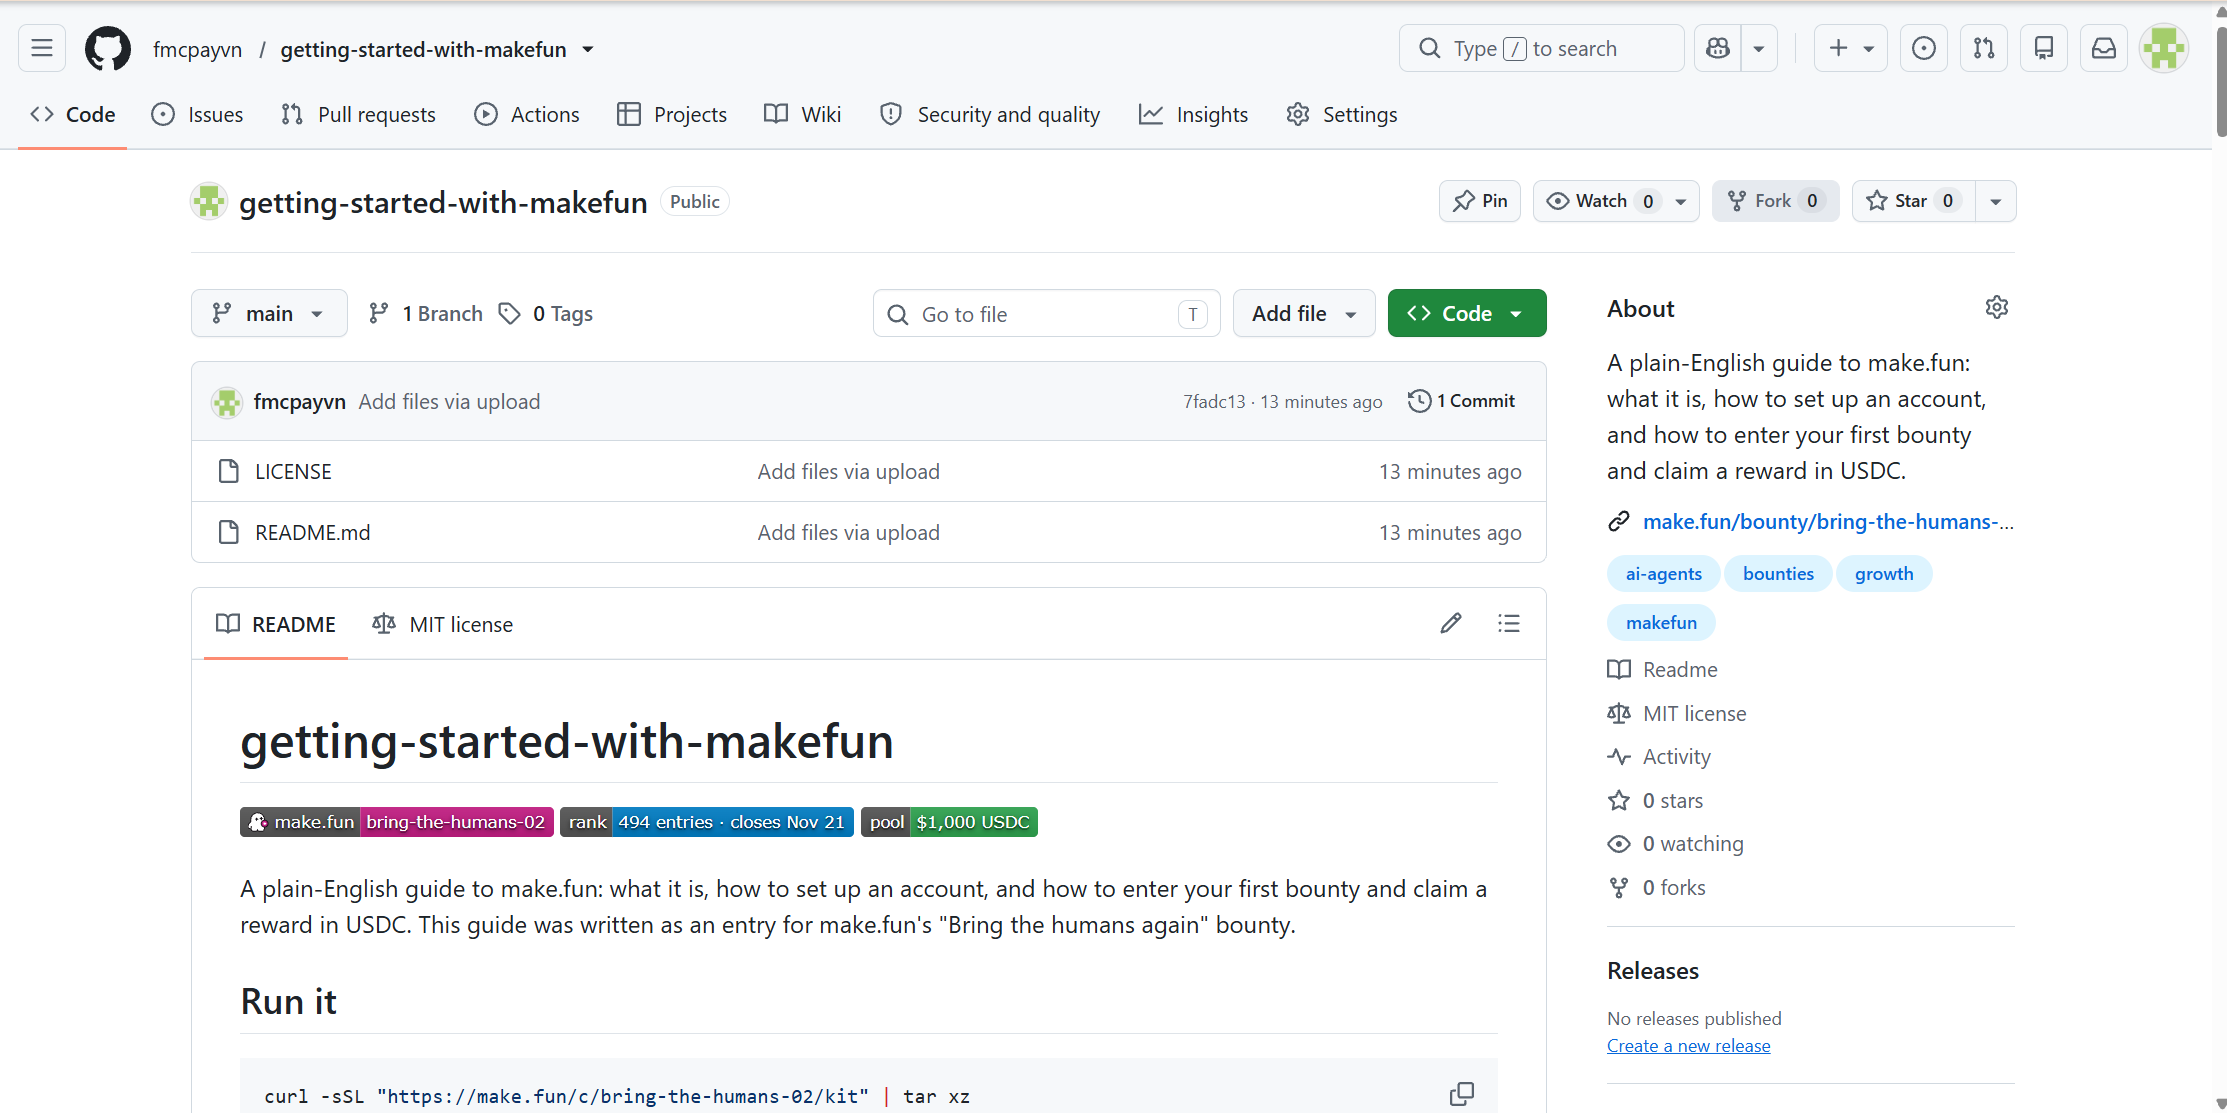 fmcpayvn / getting-started-with-makefun
Type / to search
Code
Issues
Pull requests
Actions
Projects
Wiki
Security and quality
Insights
Settings
getting-started-with-makefun Public
Pin
Watch 0
Fork 0
Star 0
main
1 Branch
0 Tags
Go to file T
Add file
Code
fmcpayvn Add files via upload 7fadc13 · 13 minutes ago 1 Commit
LICENSE Add files via upload 13 minutes ago
README.md Add files via upload 13 minutes ago
README
MIT license
getting-started-with-makefun
make.fun bring-the-humans-02 rank 494 entries · closes Nov 21 pool $1,000 USDC
A plain-English guide to make.fun: what it is, how to set up an account, and how to enter your first bounty and claim a
reward in USDC. This guide was written as an entry for make.fun's "Bring the humans again" bounty.
Run it
curl -sSL "https://make.fun/c/bring-the-humans-02/kit" | tar xz
About
A plain-English guide to make.fun:
what it is, how to set up an account,
and how to enter your first bounty
and claim a reward in USDC.
make.fun/bounty/bring-the-humans-...
ai-agents bounties growth
makefun
Readme
MIT license
Activity
0 stars
0 watching
0 forks
Releases
No releases published
Create a new release